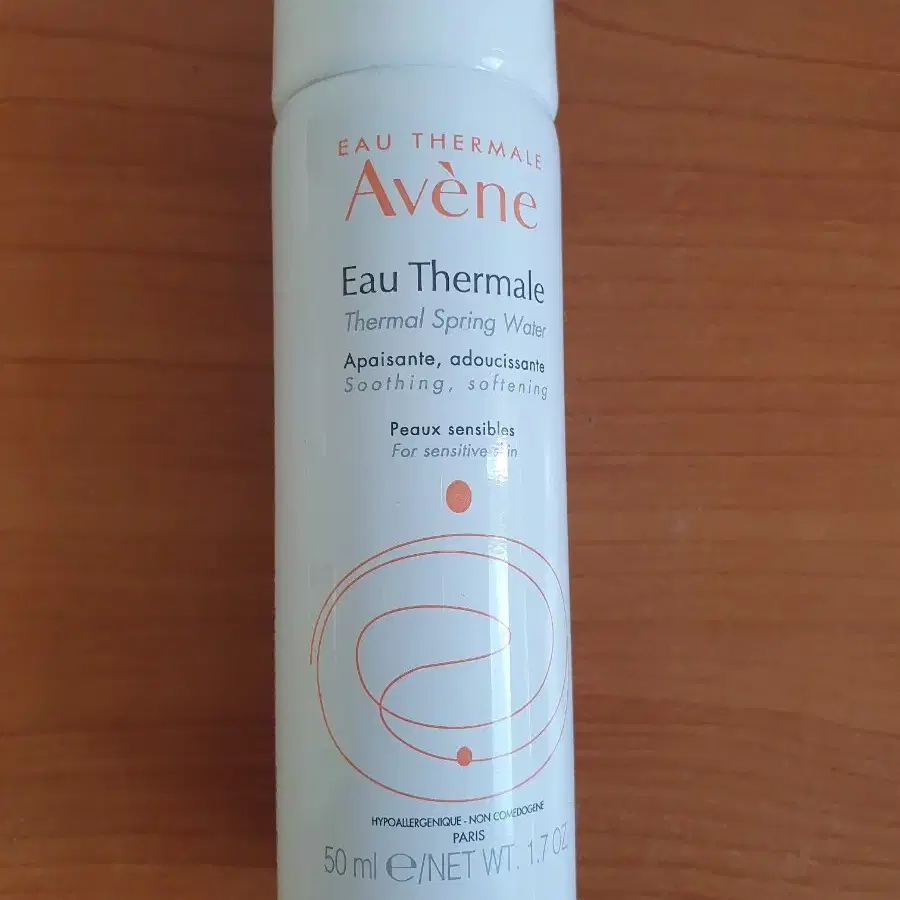 EAU THERMALE
Avène
Eau Thermale
Thermal Spring Water
Apaisante, adoucissante
Soothing, softening
Peaux sensibles
For sensitive skin
HYPOALLERGENIQUE - NON COMEDOGENE
PARIS
50 ml e/NET WT. 1.7 OZ